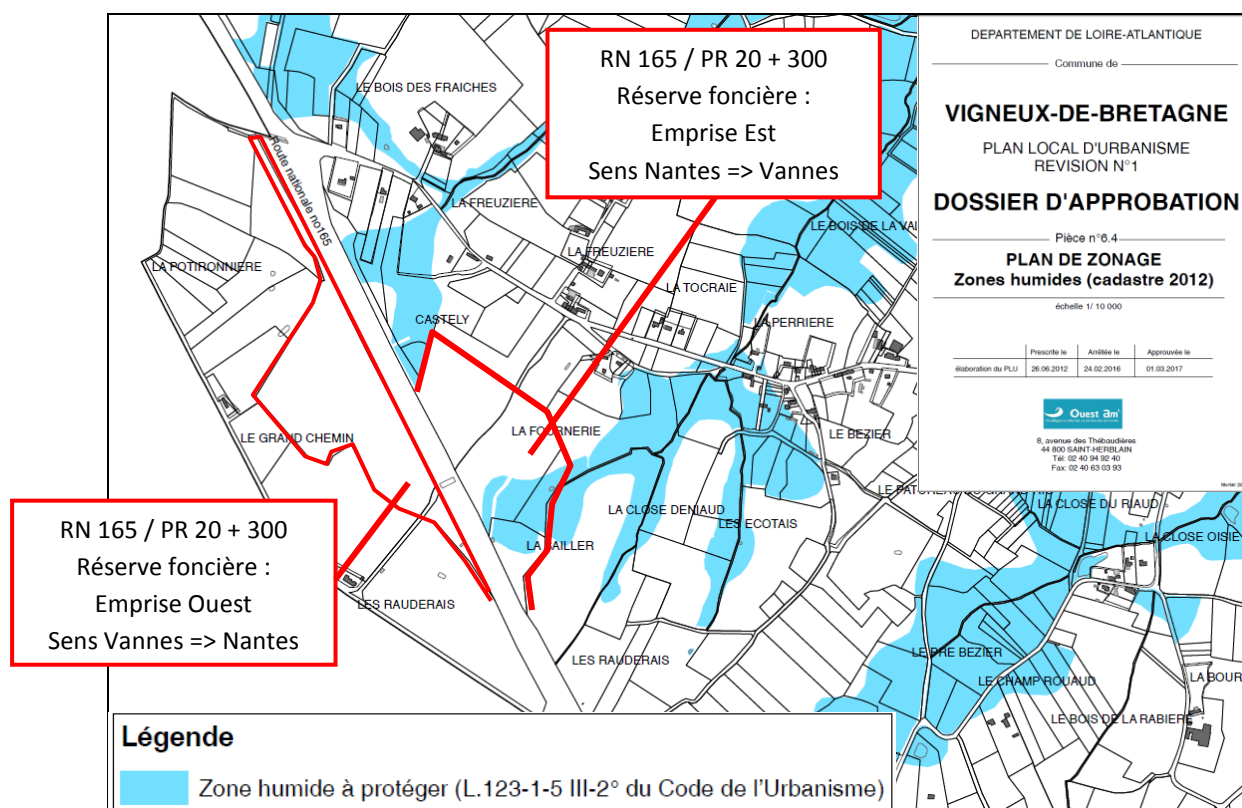 RN 165 / PR 20 + 300
Réserve foncière :
Emprise Est
Sens Nantes => Vannes
DEPARTEMENT DE LOIRE-ATLANTIQUE
Commune de
VIGNEUX-DE-BRETAGNE
PLAN LOCAL D'URBANISME
REVISION N°1
DOSSIER D'APPROBATION
Pièce n°6.4
PLAN DE ZONAGE
Zones humides (cadastre 2012)
échelle 1/ 10 000
Prescrite le Arrêtée le Approuvée le
élaboration du PLU 26.06.2012 24.02.2016 01.03.2017
Ouest am'
8, avenue des Thébaudières
44 800 SAINT-HERBLAIN
Tél: 02 40 94 92 40
Fax: 02 40 63 03 93
LE BOIS DES FRAICHES
Route nationale no165
LA FREUZIERE
LE BOIS DE LA VAL
LA FREUZIERE
LA POTIRONNIERE
LA TOCRAIE
CASTELY
LA PERRIERE
LA FOURNERIE
LE BEZIER
LE GRAND CHEMIN
LA CLOSE DU RIAUD
LA CLOSE DENIAUD
LES ECOTAIS
LA CLOSE OISIE
LES RAUDERAIS
LES RAUDERAIS
LE PRE BEZIER
LE CHAMP ROUAUD
LA BOUR
LE BOIS DE LA RABIERE
RN 165 / PR 20 + 300
Réserve foncière :
Emprise Ouest
Sens Vannes => Nantes
Légende
Zone humide à protéger (L.123-1-5 III-2° du Code de l'Urbanisme)